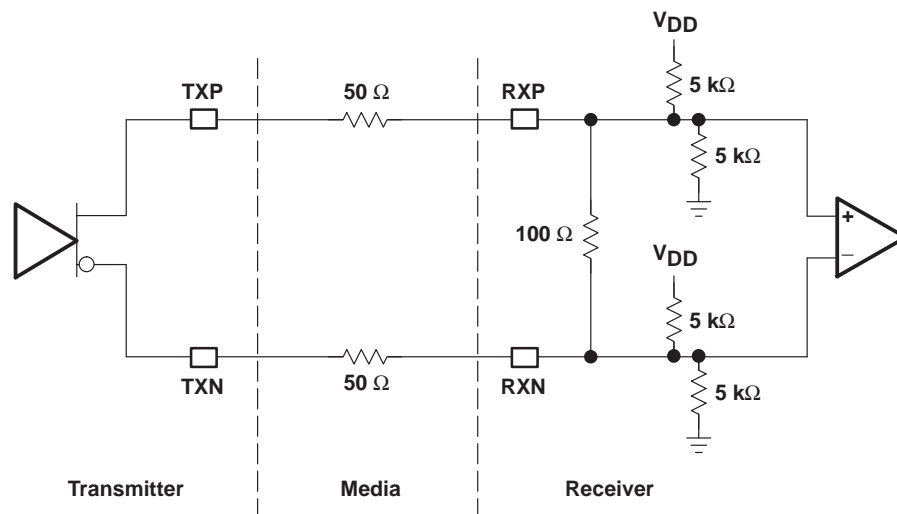 VDD
TXP
50 Ω
RXP
5 kΩ
5 kΩ
+
100 Ω
VDD
−
5 kΩ
TXN
50 Ω
RXN
5 kΩ
Transmitter
Media
Receiver